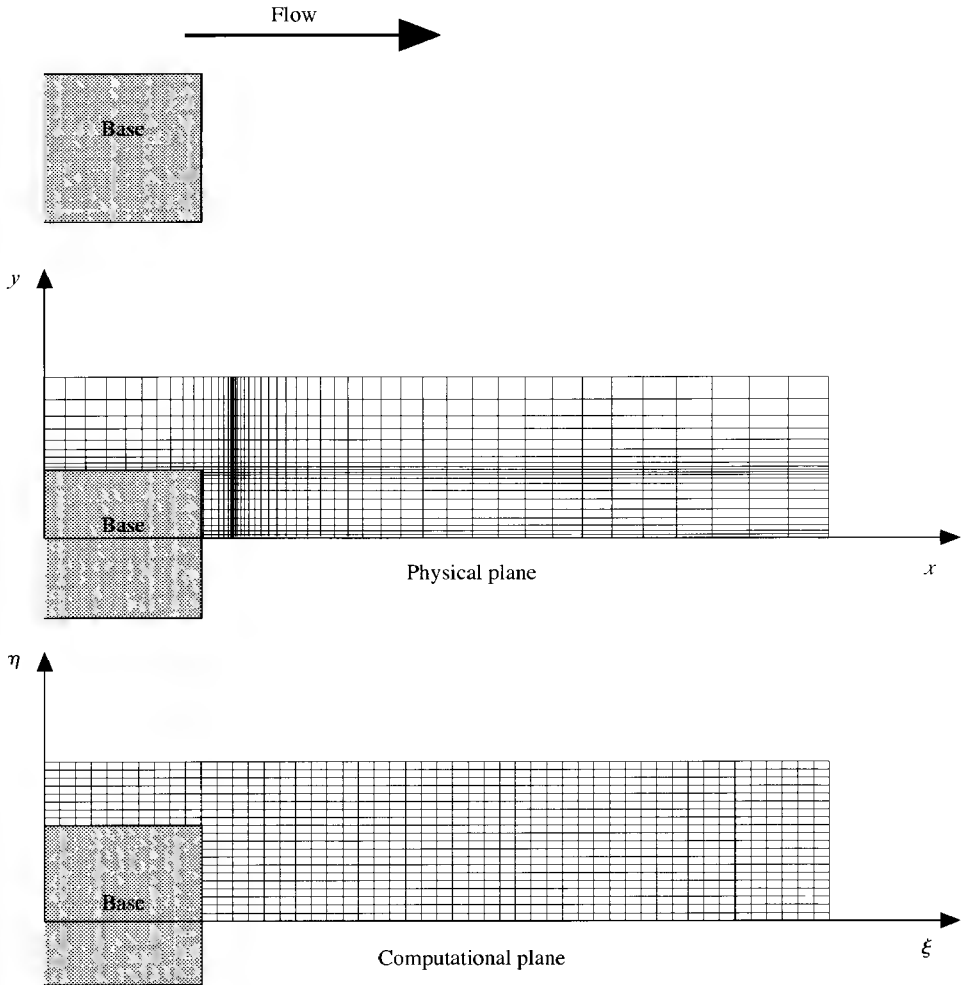 Flow
Base
y
Base
Physical plane
x
η
Base
Computational plane
ξ